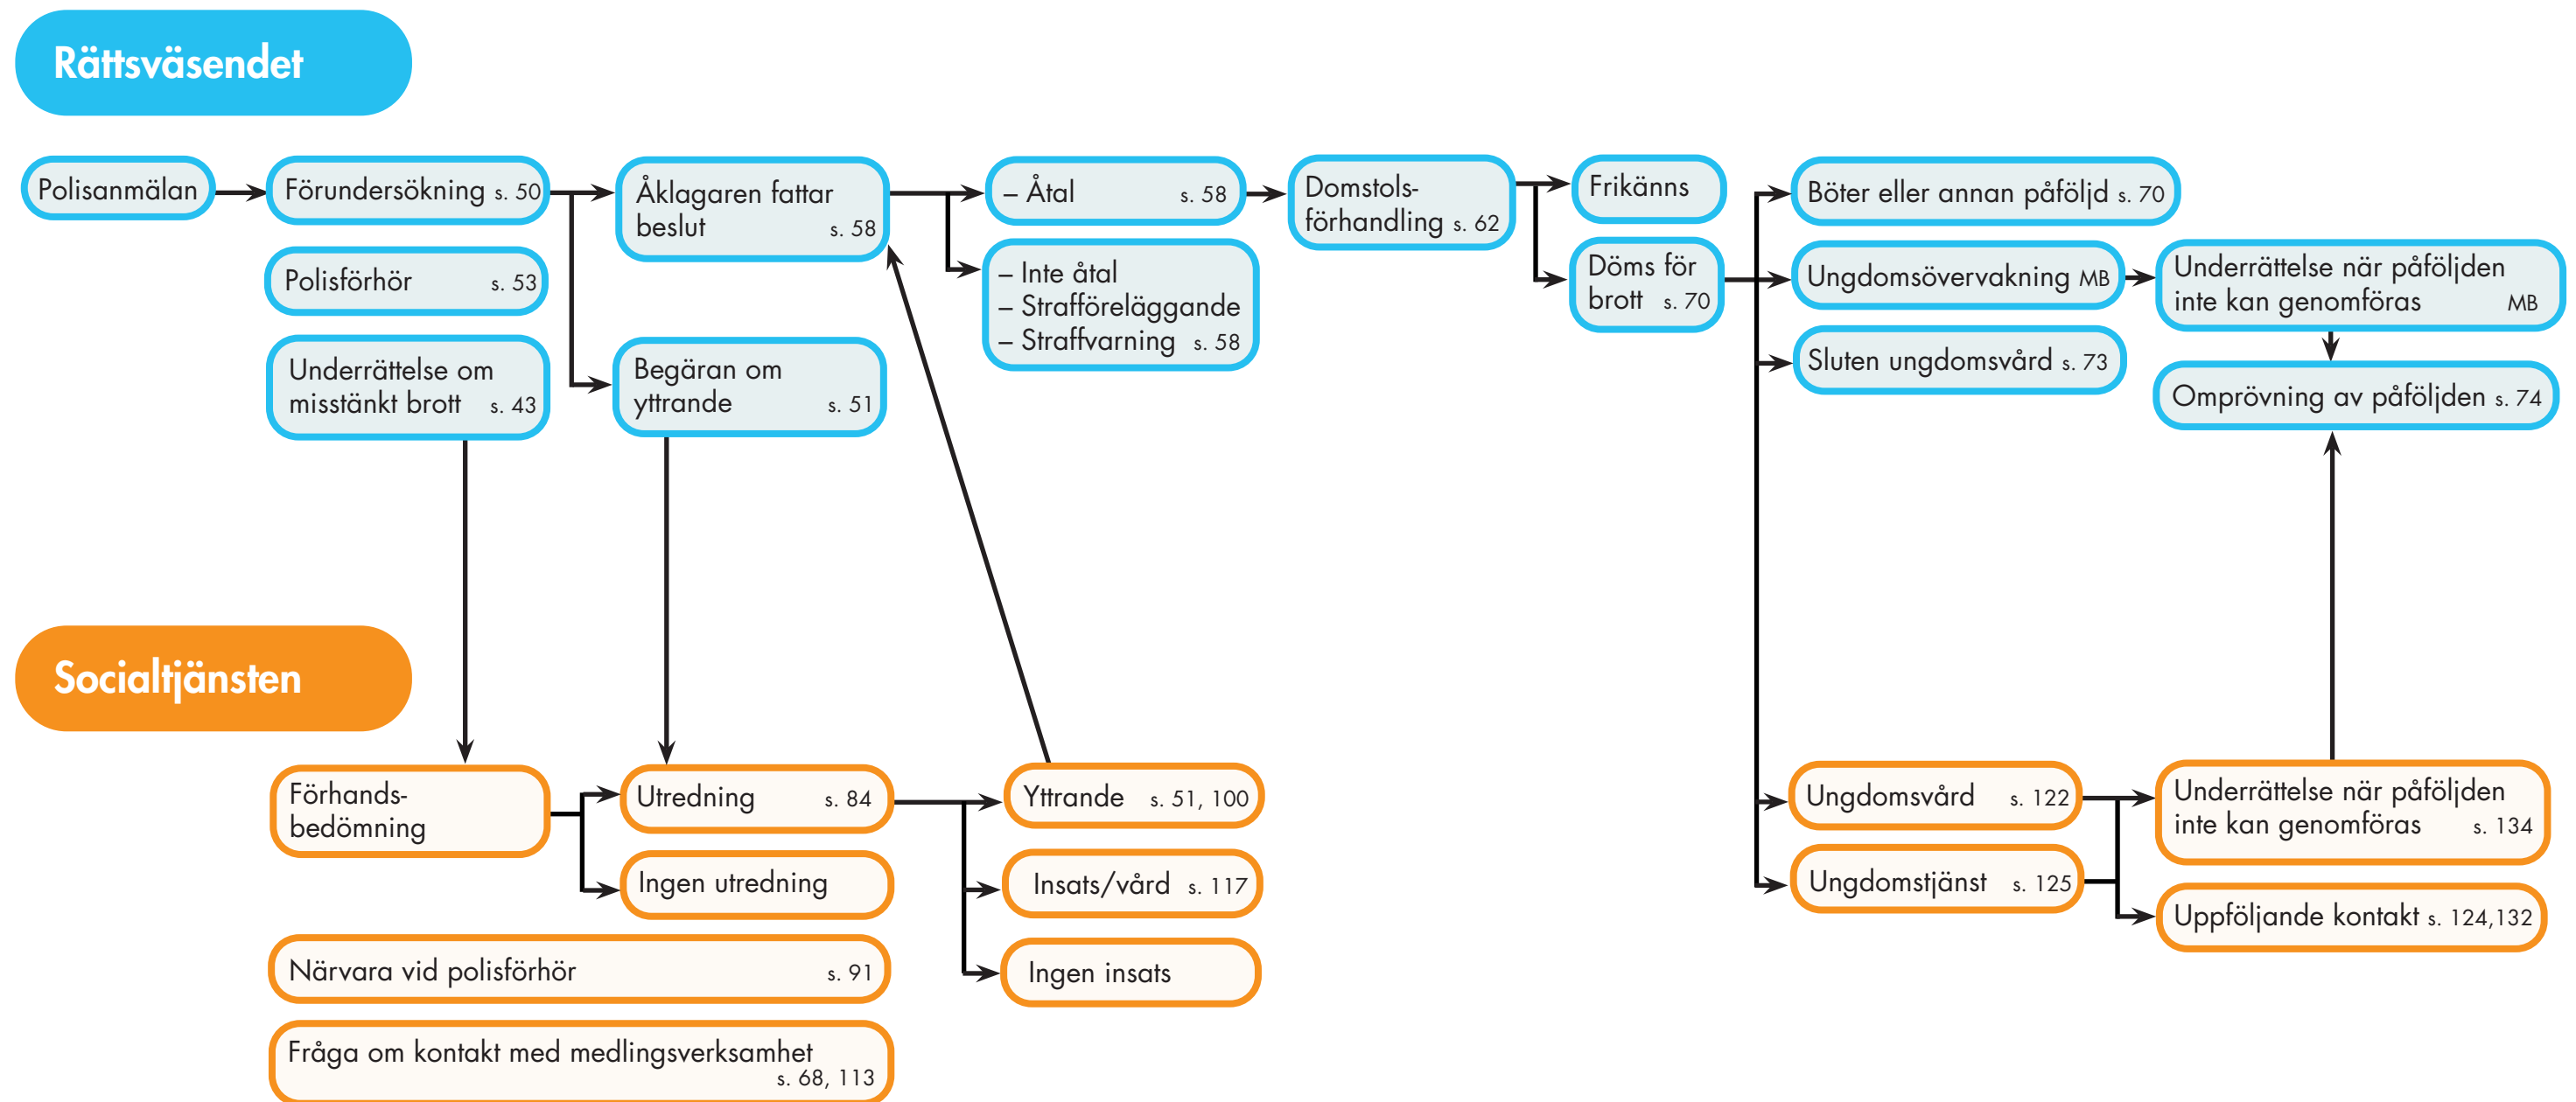 Rättsväsendet
Polisanmälan
Förundersökning s. 50
Polisförhör s. 53
Underrättelse om
misstänkt brott s. 43
Åklagaren fattar
beslut s. 58
Begäran om
yttrande s. 51
– Åtal s. 58
– Inte åtal
– Strafföreläggande
– Straffvarning s. 58
Domstols-
förhandling s. 62
Frikänns
Döms för
brott s. 70
Böter eller annan påföljd s. 70
Ungdomsövervakning MB
Sluten ungdomsvård s. 73
Underrättelse när påföljden
inte kan genomföras MB
Omprövning av påföljden s. 74
Socialtjänsten
Förhands-
bedömning
Utredning s. 84
Ingen utredning
Närvara vid polisförhör s. 91
Fråga om kontakt med medlingsverksamhet
s. 68, 113
Yttrande s. 51, 100
Insats/vård s. 117
Ingen insats
Ungdomsvård s. 122
Ungdomstjänst s. 125
Underrättelse när påföljden
inte kan genomföras s. 134
Uppföljande kontakt s. 124,132